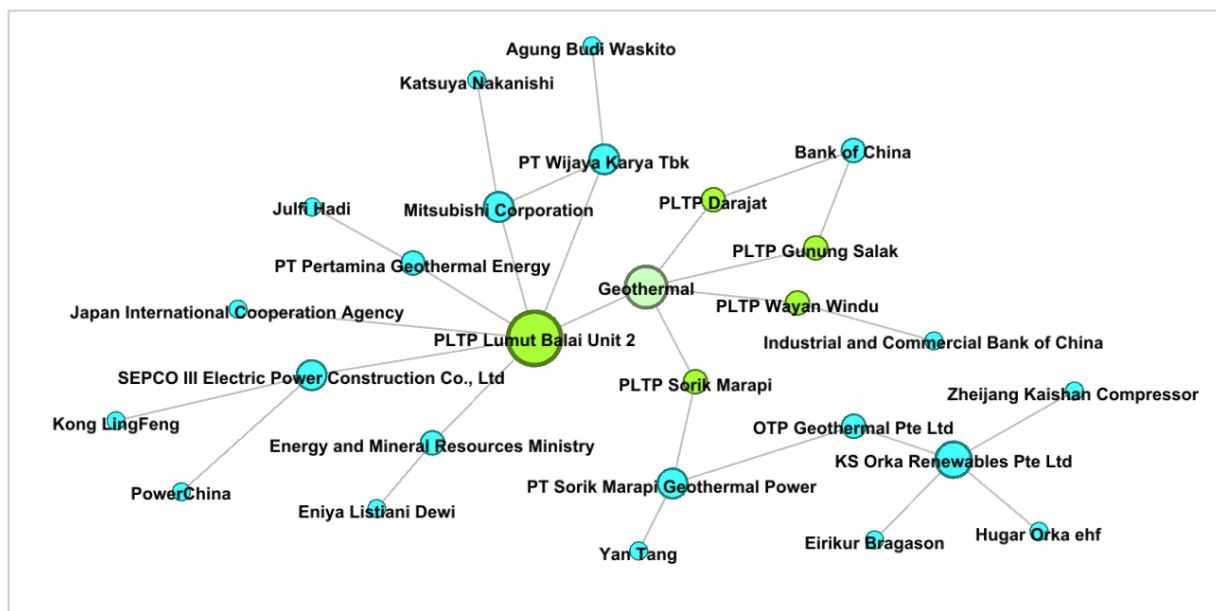 Agung Budi Waskito
Katsuya Nakanishi
PT Wijaya Karya Tbk
Bank of China
Julfi Hadi
Mitsubishi Corporation
PLTP Darajat
PLTP Gunung Salak
PT Pertamina Geothermal Energy
Geothermal
PLTP Wayan Windu
Japan International Cooperation Agency
PLTP Lumut Balai Unit 2
Industrial and Commercial Bank of China
SEPCO III Electric Power Construction Co., Ltd
PLTP Sorik Marapi
Zheijang Kaishan Compressor
Kong LingFeng
OTP Geothermal Pte Ltd
Energy and Mineral Resources Ministry
KS Orka Renewables Pte Ltd
PowerChina
PT Sorik Marapi Geothermal Power
Eniya Listiani Dewi
Hugar Orka ehf
Eirikur Bragason
Yan Tang